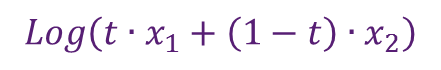 Log(t · x₁ + (1 − t) · x₂)